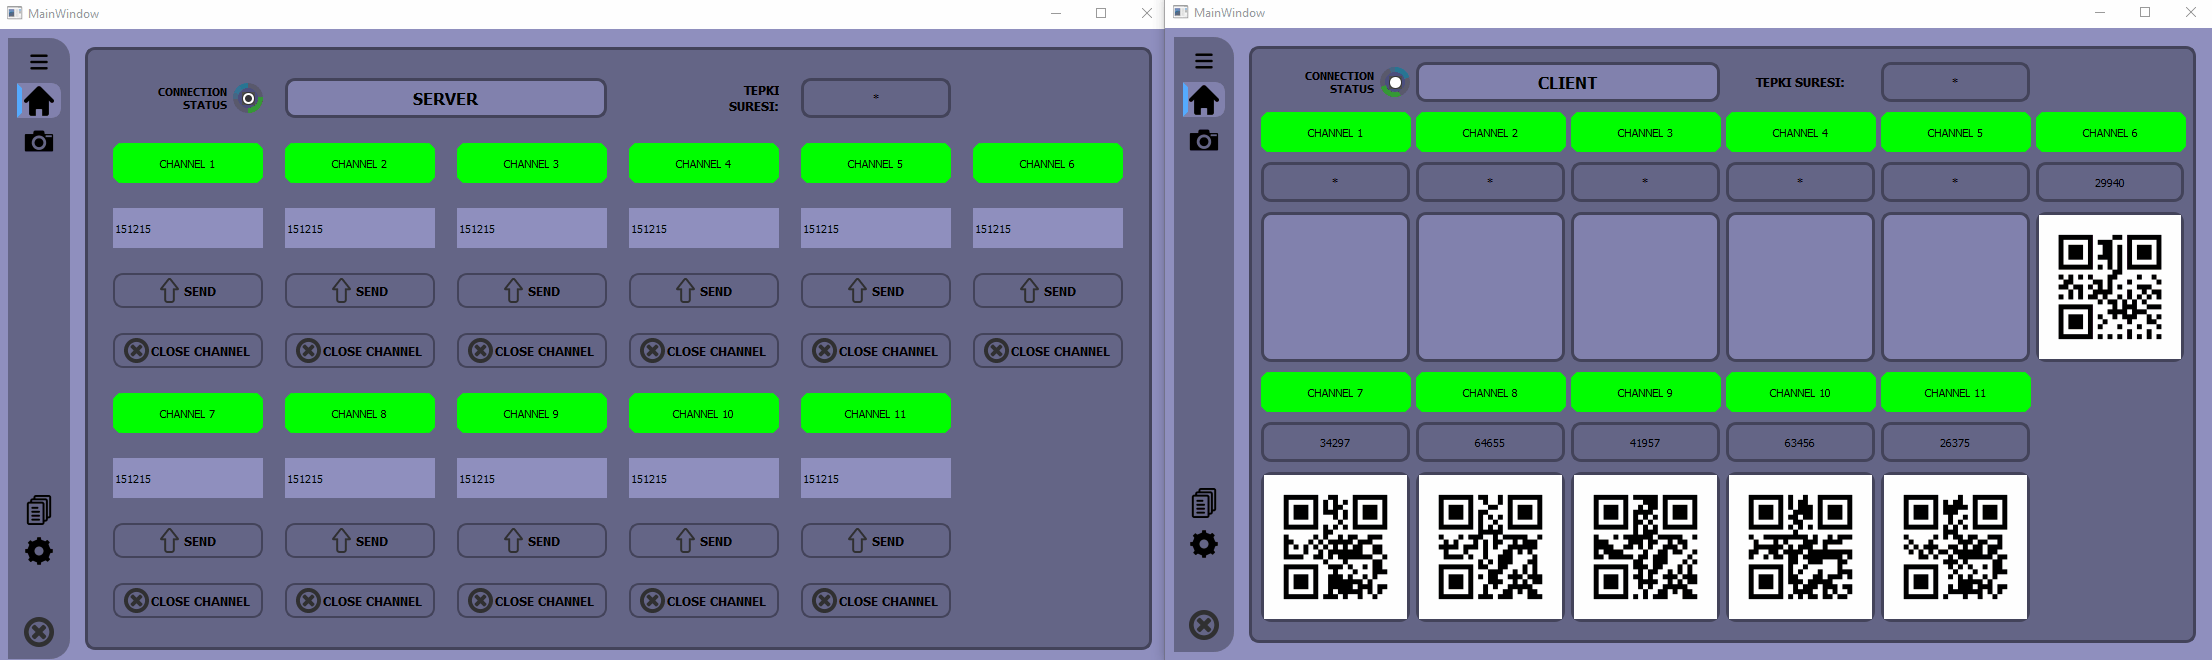 MainWindow
CONNECTION
STATUS
SERVER
TEPKI
SURESI:
*
CHANNEL 1
CHANNEL 2
CHANNEL 3
CHANNEL 4
CHANNEL 5
CHANNEL 6
151215
151215
151215
151215
151215
151215
SEND
SEND
SEND
SEND
SEND
SEND
CLOSE CHANNEL
CLOSE CHANNEL
CLOSE CHANNEL
CLOSE CHANNEL
CLOSE CHANNEL
CLOSE CHANNEL
CHANNEL 7
CHANNEL 8
CHANNEL 9
CHANNEL 10
CHANNEL 11
151215
151215
151215
151215
151215
SEND
SEND
SEND
SEND
SEND
CLOSE CHANNEL
CLOSE CHANNEL
CLOSE CHANNEL
CLOSE CHANNEL
CLOSE CHANNEL
MainWindow
CONNECTION
STATUS
CLIENT
TEPKI SURESI:
*
CHANNEL 1
CHANNEL 2
CHANNEL 3
CHANNEL 4
CHANNEL 5
CHANNEL 6
*
*
*
*
*
29940
CHANNEL 7
CHANNEL 8
CHANNEL 9
CHANNEL 10
CHANNEL 11
34297
64655
41957
63456
26375